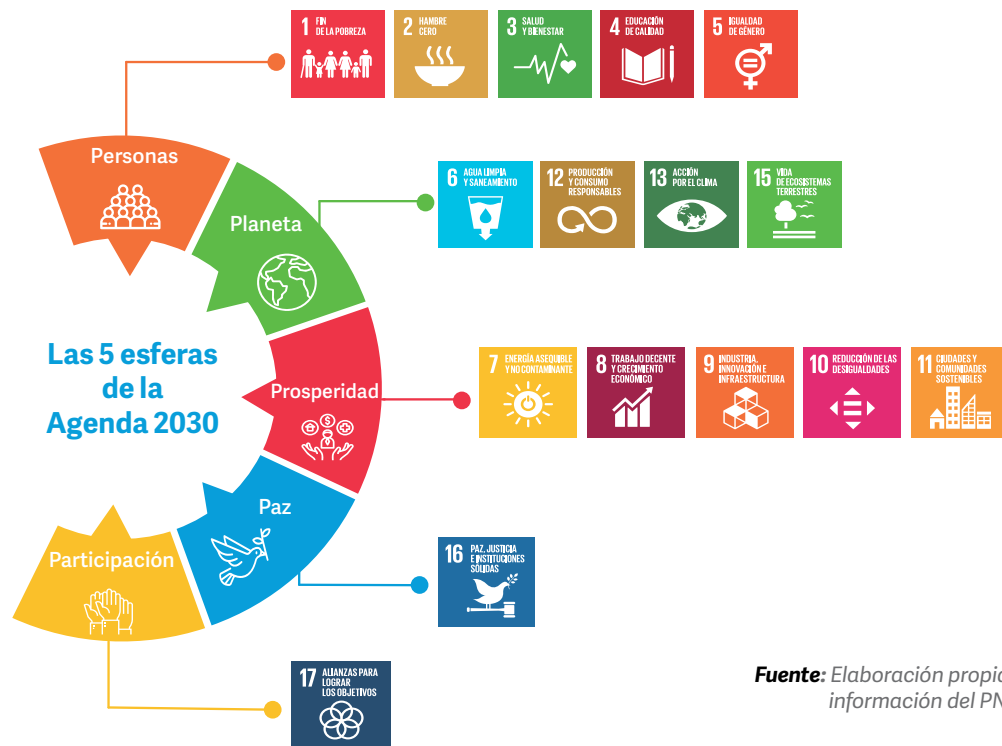 1 FIN
DE LA POBREZA
2 HAMBRE
CERO
3 SALUD
Y BIENESTAR
4 EDUCACIÓN
DE CALIDAD
5 IGUALDAD
DE GÉNERO
Personas
6 AGUA LIMPIA
Y SANEAMIENTO
12 PRODUCCIÓN
Y CONSUMO
RESPONSABLES
13 ACCIÓN
POR EL CLIMA
15 VIDA
DE ECOSISTEMAS
TERRESTRES
Planeta
Las 5 esferas
de la
Agenda 2030
7 ENERGÍA ASEQUIBLE
Y NO CONTAMINANTE
8 TRABAJO DECENTE
Y CRECIMIENTO
ECONÓMICO
9 INDUSTRIA,
INNOVACIÓN E
INFRAESTRUCTURA
10 REDUCCIÓN DE LAS
DESIGUALDADES
11 CIUDADES Y
COMUNIDADES
SOSTENIBLES
Prosperidad
Paz
16 PAZ, JUSTICIA
E INSTITUCIONES
SÓLIDAS
Participación
17 ALIANZAS PARA
LOGRAR
LOS OBJETIVOS
Fuente: Elaboración propia
información del PN